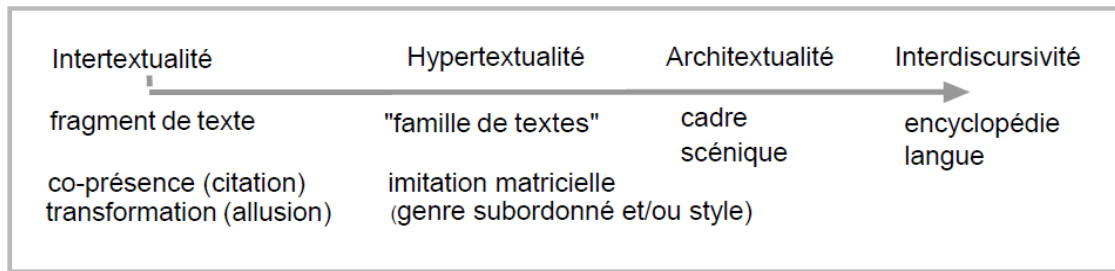 Intertextualité Hypertextualité Architextualité Interdiscursivité
fragment de texte "famille de textes" cadre encyclopédie
scénique langue
co-présence (citation) imitation matricielle
transformation (allusion) (genre subordonné et/ou style)